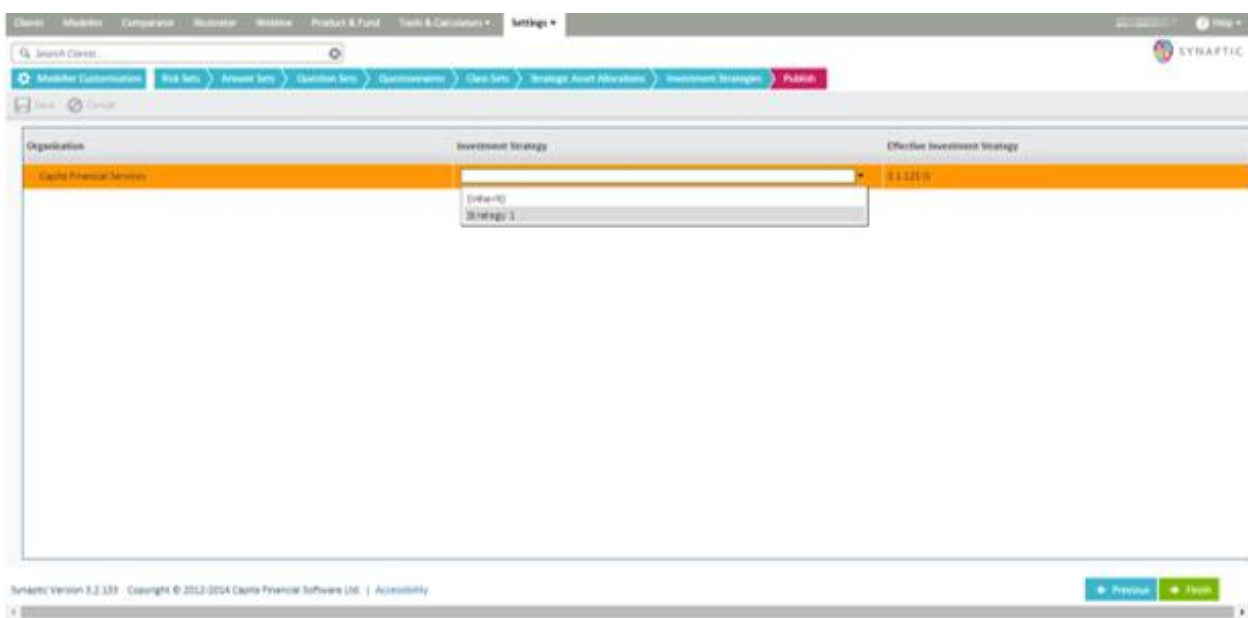 Clients Modeller Comparator Illustrator Webline Product & Fund Tools & Calculators Settings Help
Search Clients...
SYNAPTIC
Modeller Customisation Risk Sets Answer Sets Question Sets Questionnaires Class Sets Strategic Asset Allocations Investment Strategies Publish
Save Cancel
Organisation Investment Strategy Effective Investment Strategy
Capita Financial Services
(Inherit)
Strategy 1
Synaptic Version 3.2.133 Copyright © 2012-2014 Capita Financial Software Ltd. | Accessibility
Previous Finish